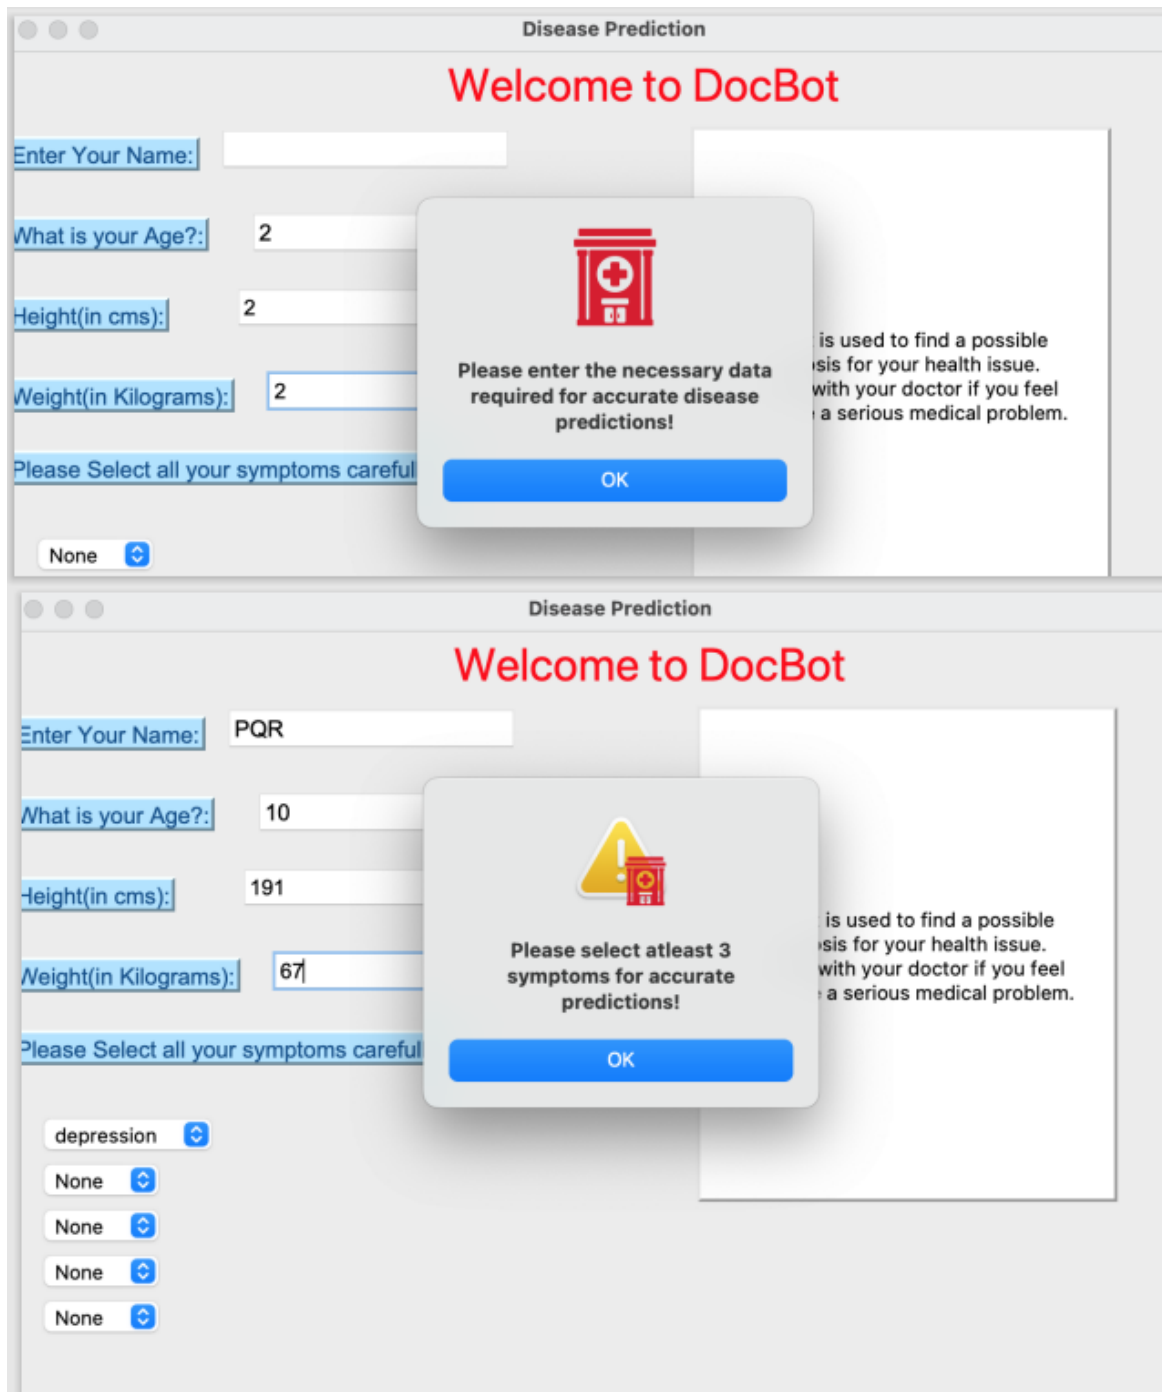 Disease Prediction
Welcome to DocBot
Enter Your Name:
What is your Age?: 2
Height(in cms): 2
Weight(in Kilograms): 2
Please Select all your symptoms
None
Please enter the necessary data
required for accurate disease
predictions!
OK
is used to find a possible
for your health issue.
with your doctor if you feel
a serious medical problem.
Disease Prediction
Welcome to DocBot
Enter Your Name: PQR
What is your Age?: 10
Height(in cms): 191
Weight(in Kilograms): 67
Please Select all your symptoms
depression
None
None
None
None
Please select atleast 3
symptoms for accurate
predictions!
OK
is used to find a possible
for your health issue.
with your doctor if you feel
a serious medical problem.